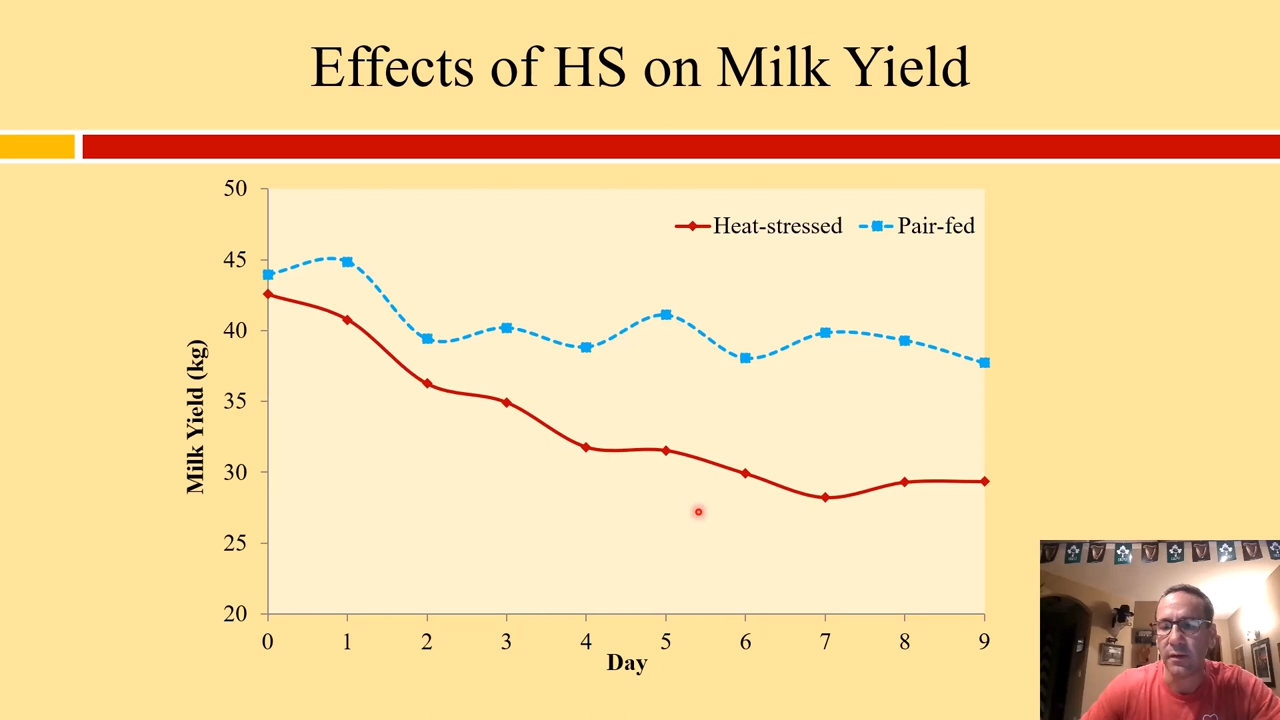 Effects of HS on Milk Yield
50
Heat-stressed Pair-fed
45
40
35
30
25
20
Milk Yield (kg)
0 1 2 3 4 5 6 7 8 9
Day